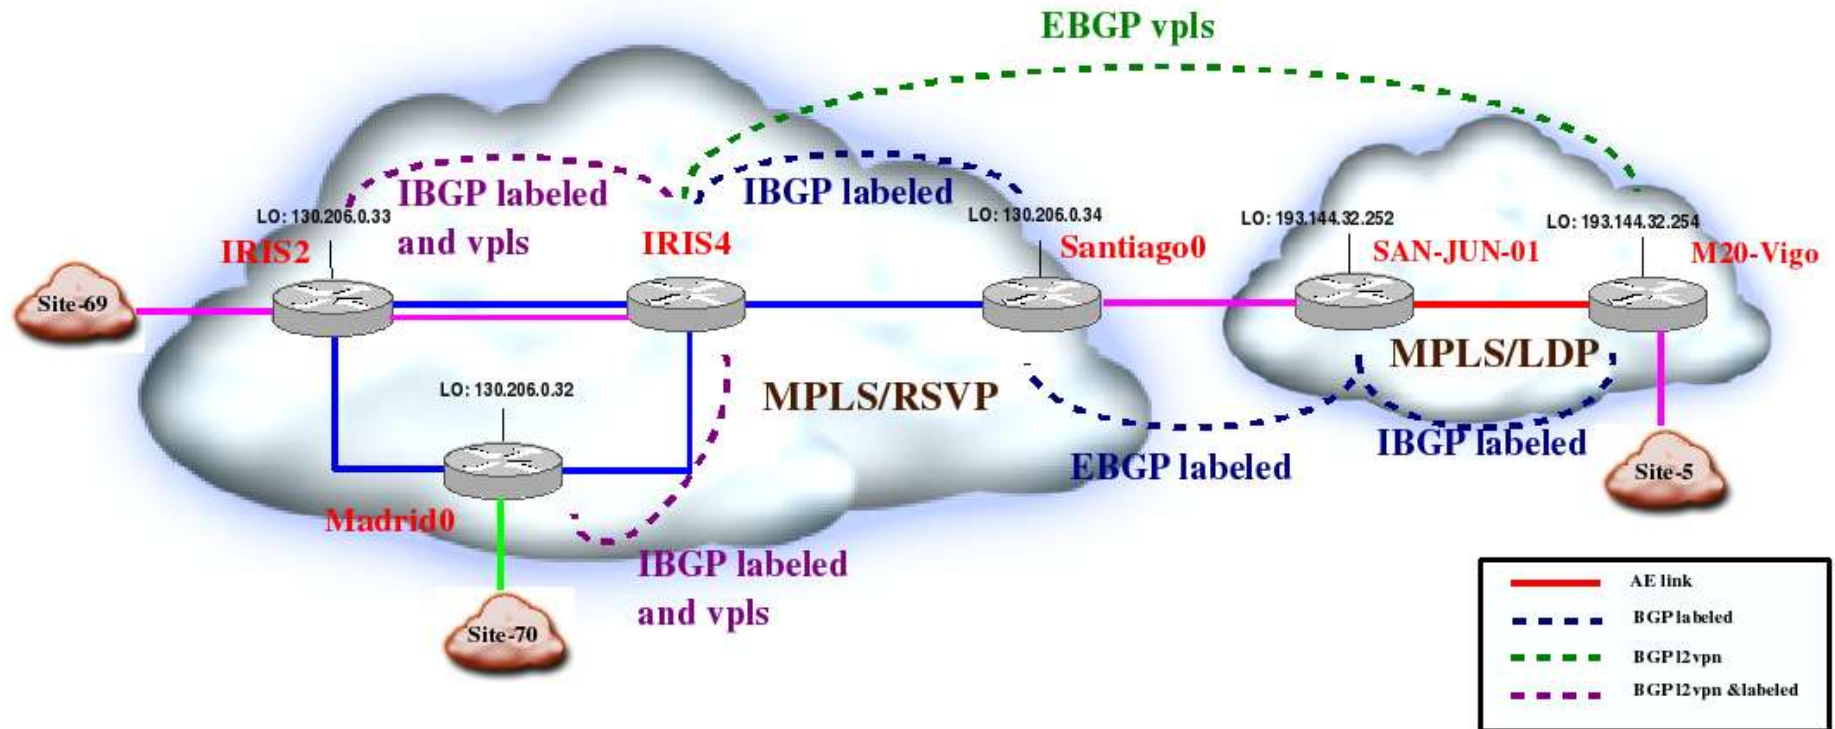 EBGP vpls
IBGP labeled
and vpls
IBGP labeled
LO: 130.206.0.33
IRIS2
IRIS4
LO: 130.206.0.34
Santiago0
LO: 193.144.32.252
SAN-JUN-01
LO: 193.144.32.254
M20-Vigo
Site-69
LO: 130.206.0.32
MPLS/RSVP
MPLS/LDP
EBGP labeled
IBGP labeled
Site-5
Madrid0
IBGP labeled
and vpls
Site-70
AE link
BGP labeled
BGP l2vpn
BGP l2vpn &labeled